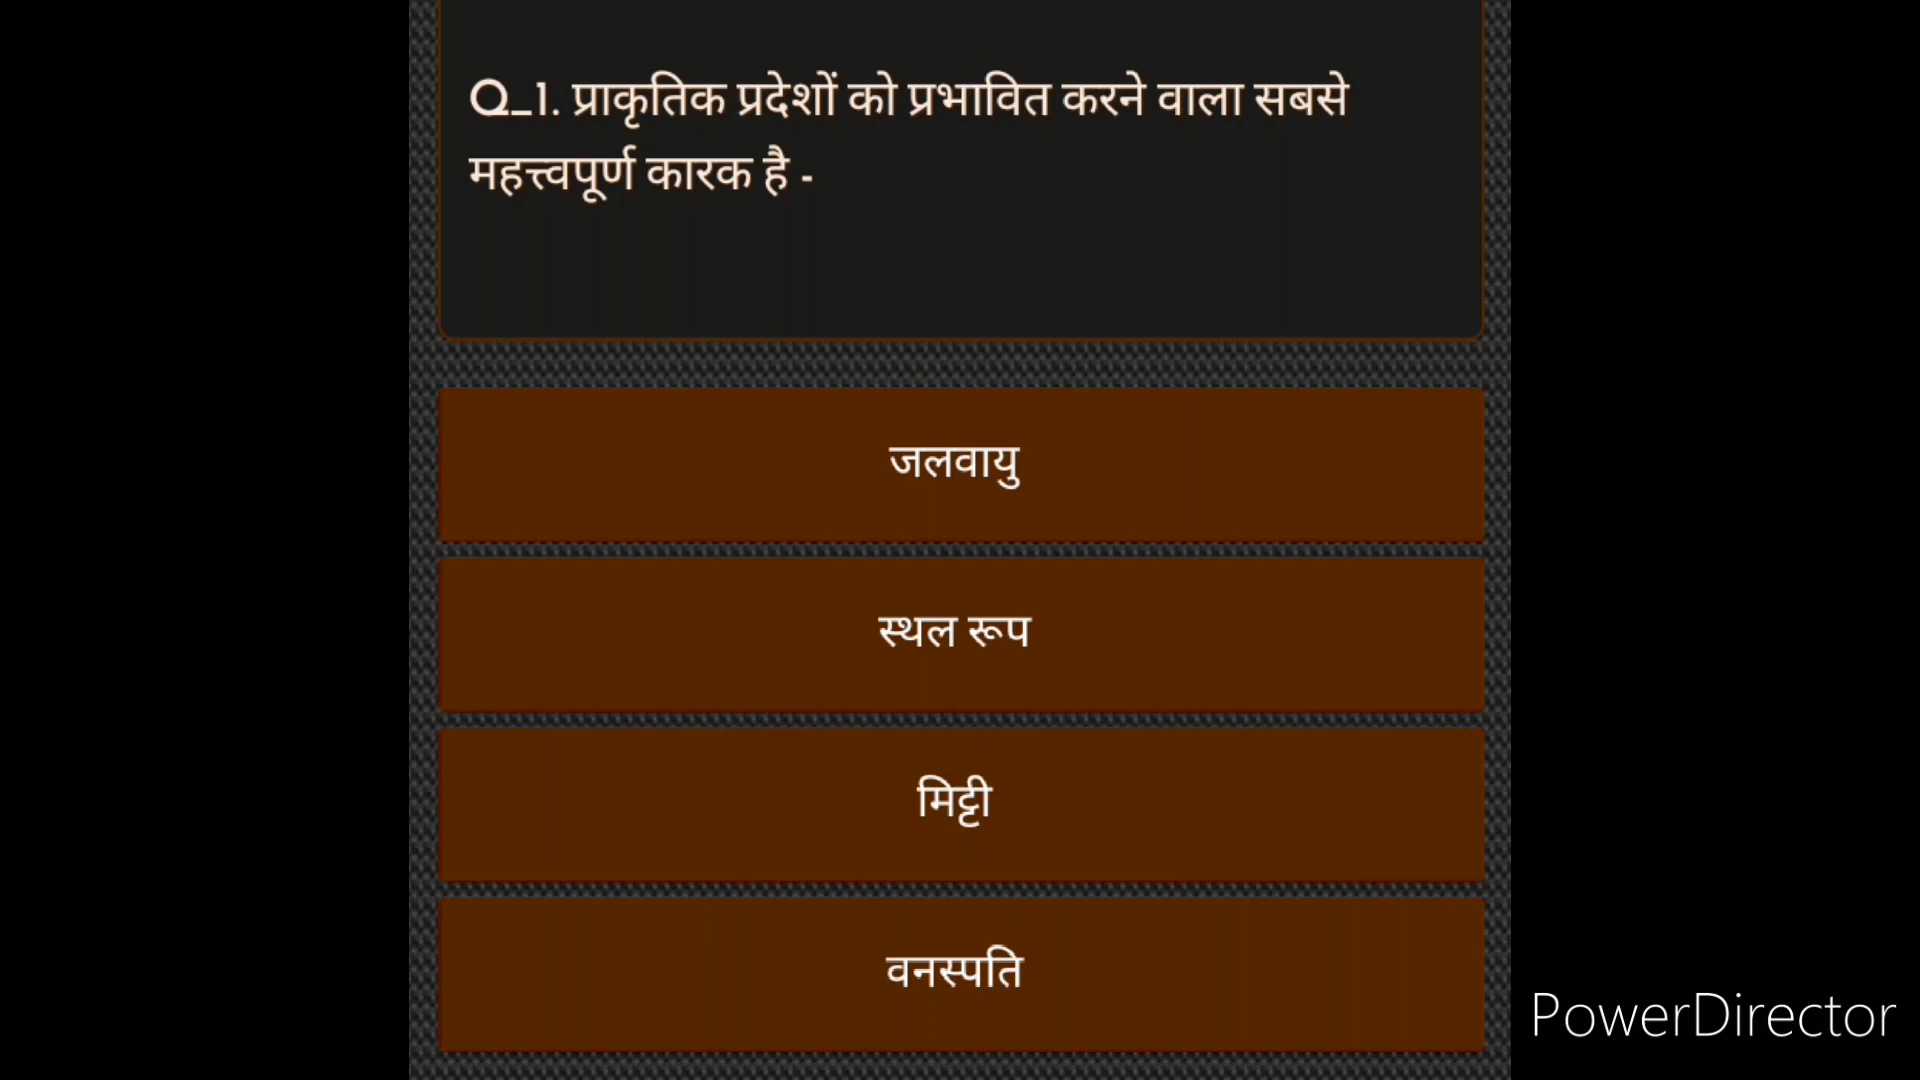 Q_1. प्राकृतिक प्रदेशों को प्रभावित करने वाला सबसे
महत्त्वपूर्ण कारक है -
जलवायु
स्थल रूप
मिट्टी
वनस्पति
PowerDirector